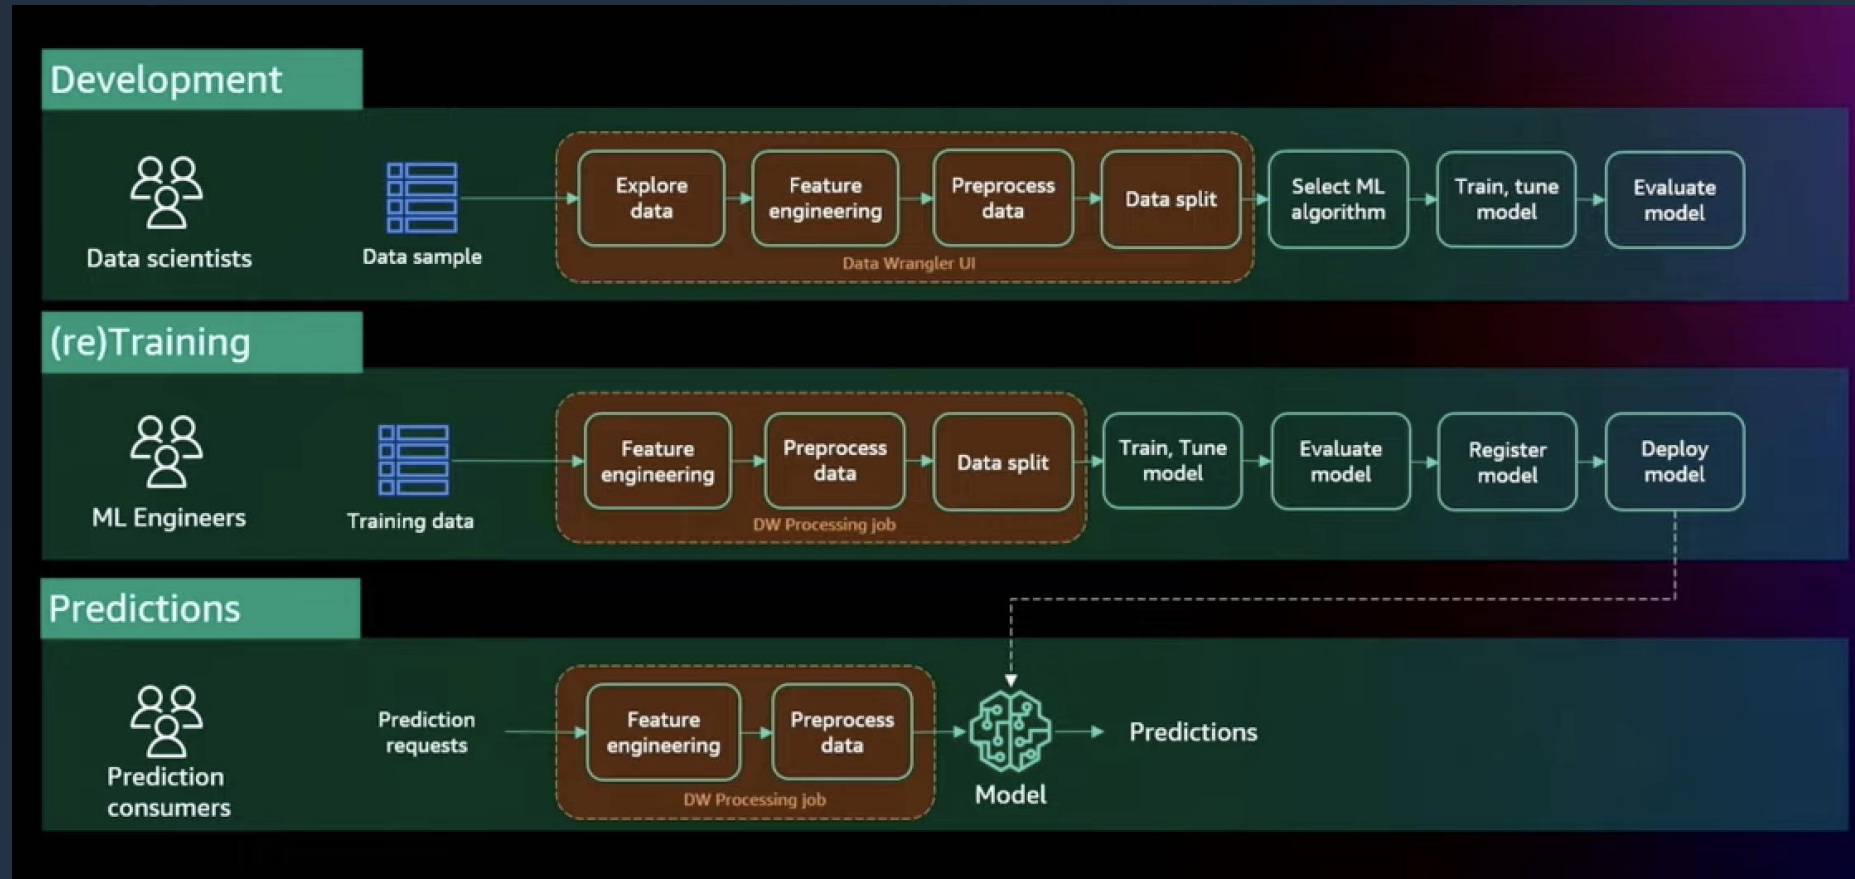 Development
Data scientists
Data sample
Explore
data
Feature
engineering
Preprocess
data
Data split
Data Wrangler UI
Select ML
algorithm
Train, tune
model
Evaluate
model
(re)Training
ML Engineers
Training data
Feature
engineering
Preprocess
data
Data split
DW Processing job
Train, Tune
model
Evaluate
model
Register
model
Deploy
model
Predictions
Prediction
consumers
Prediction
requests
Feature
engineering
Preprocess
data
DW Processing job
Model
Predictions